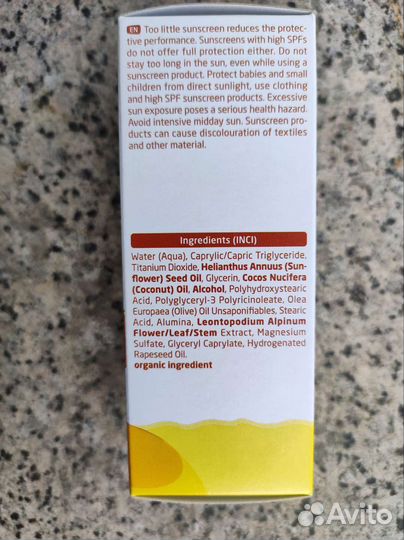 EN Too little sunscreen reduces the protec-
tive performance. Sunscreens with high SPFs
do not offer full protection either. Do not
stay too long in the sun, even while using a
sunscreen product. Protect babies and small
children from direct sunlight, use clothing
and high SPF sunscreen products. Excessive
sun exposure poses a serious health hazard.
Avoid intensive midday sun. Sunscreen pro-
ducts can cause discolouration of textiles
and other material.
Ingredients (INCI)
Water (Aqua), Caprylic/Capric Triglyceride,
Titanium Dioxide, Helianthus Annuus (Sun-
flower) Seed Oil, Glycerin, Cocos Nucifera
(Coconut) Oil, Alcohol, Polyhydroxystearic
Acid, Polyglyceryl-3 Polyricinoleate, Olea
Europaea (Olive) Oil Unsaponifiables, Stearic
Acid, Alumina, Leontopodium Alpinum
Flower/Leaf/Stem Extract, Magnesium
Sulfate, Glyceryl Caprylate, Hydrogenated
Rapeseed Oil.
organic ingredient
Avito